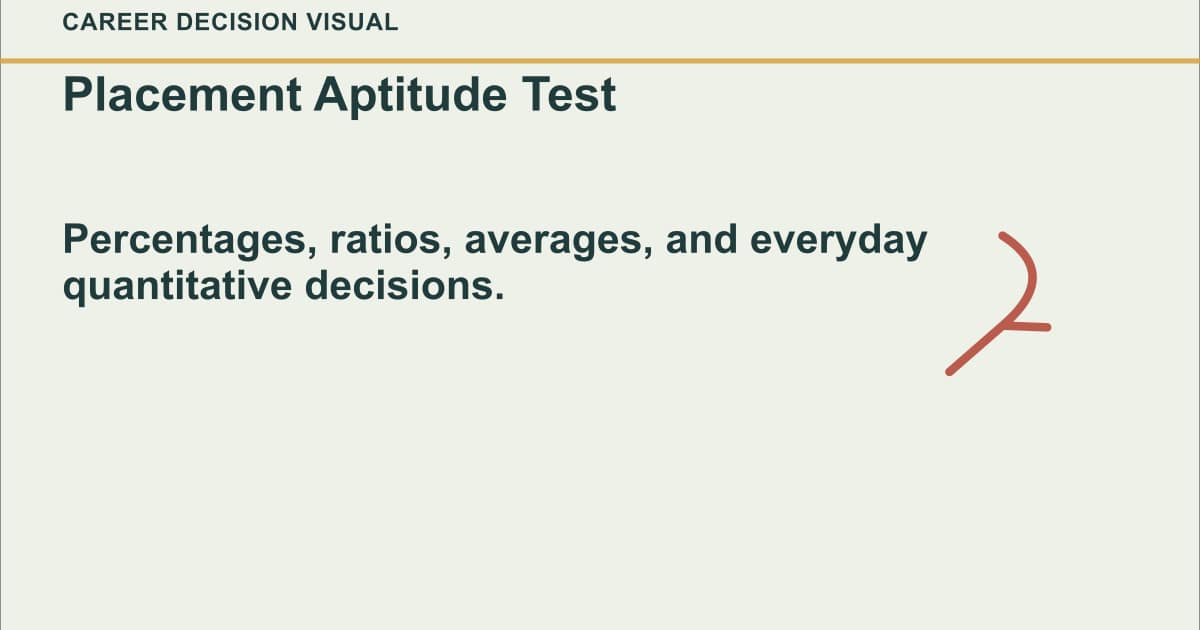 CAREER DECISION VISUAL
Placement Aptitude Test
Percentages, ratios, averages, and everyday
quantitative decisions.